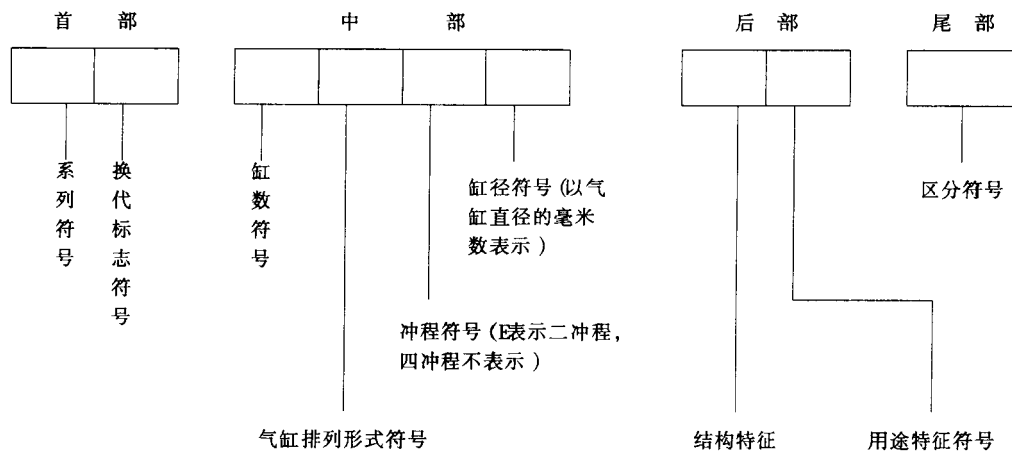 首 部
中 部
后 部
尾 部
系列符号
换代标志符号
缸数符号
缸径符号(以气
缸直径的毫米
数表示)
区分符号
冲程符号(E表示二冲程,
四冲程不表示)
气缸排列形式符号
结构特征
用途特征符号